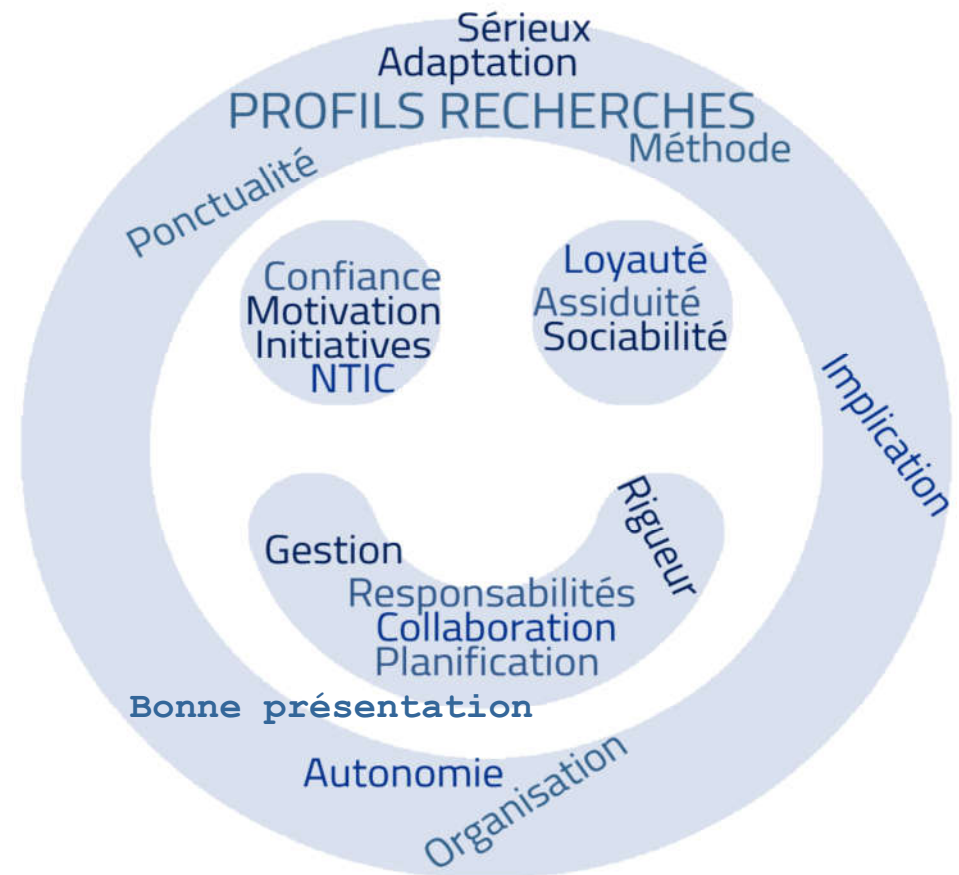 Sérieux
Adaptation
PROFILS RECHERCHES
Méthode
Ponctualité
Confiance
Motivation
Initiatives
NTIC
Loyauté
Assiduité
Sociabilité
Implication
Rigueur
Gestion
Responsabilités
Collaboration
Planification
Bonne présentation
Autonomie
Organisation